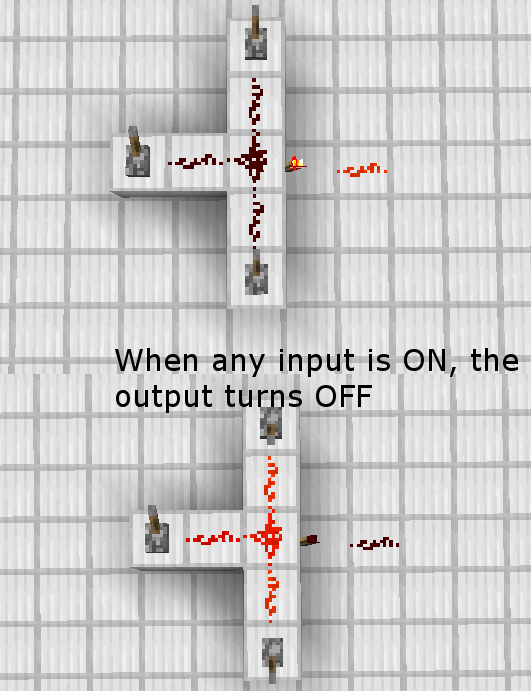 When any input is ON, the
output turns OFF